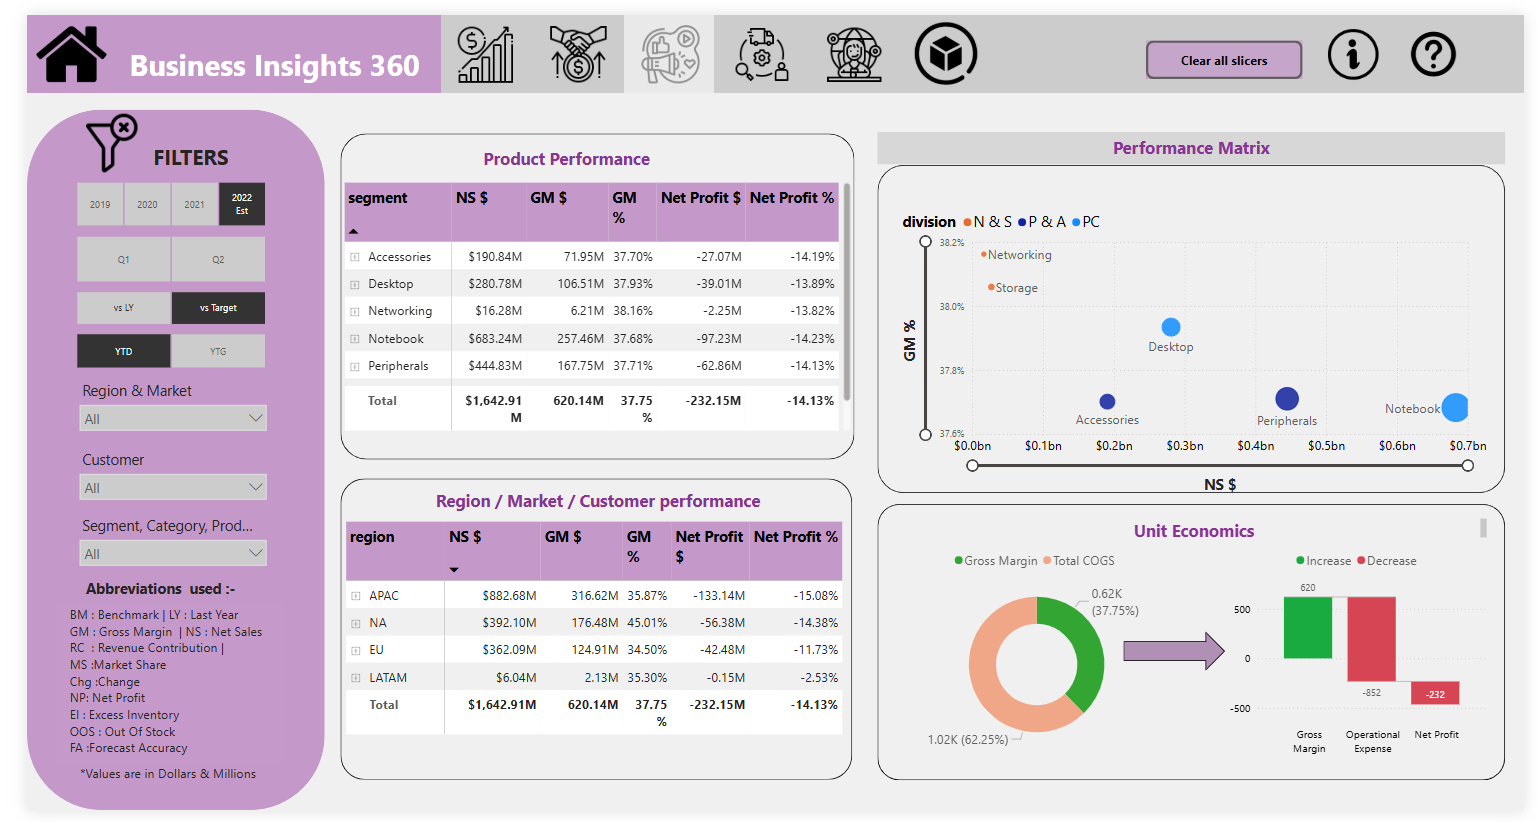 Business Insights 360
Clear all slicers
FILTERS
2019 2020 2021 2022 Est
Q1 Q2
vs LY vs Target
YTD YTG
Region & Market
All
Customer
All
Segment, Category, Prod...
All
Abbreviations used :-
BM : Benchmark | LY : Last Year
GM : Gross Margin | NS : Net Sales
RC : Revenue Contribution |
MS :Market Share
Chg :Change
NP: Net Profit
EI : Excess Inventory
OOS : Out Of Stock
FA :Forecast Accuracy
*Values are in Dollars & Millions
Product Performance
segment NS $ GM $ GM % Net Profit $ Net Profit %
Accessories $190.84M 71.95M 37.70% -27.07M -14.19%
Desktop $280.78M 106.51M 37.93% -39.01M -13.89%
Networking $16.28M 6.21M 38.16% -2.25M -13.82%
Notebook $683.24M 257.46M 37.68% -97.23M -14.23%
Peripherals $444.83M 167.75M 37.71% -62.86M -14.13%
Total $1,642.91M 620.14M 37.75% -232.15M -14.13%
Region / Market / Customer performance
region NS $ GM $ GM % Net Profit $ Net Profit %
APAC $882.68M 316.62M 35.87% -133.14M -15.08%
NA $392.10M 176.48M 45.01% -56.38M -14.38%
EU $362.09M 124.91M 34.50% -42.48M -11.73%
LATAM $6.04M 2.13M 35.30% -0.15M -2.53%
Total $1,642.91M 620.14M 37.75% -232.15M -14.13%
Performance Matrix
division N & S P & A PC
GM %
38.2%
38.0%
37.8%
37.6%
Networking
Storage
Desktop
Accessories
Peripherals
Notebook
$0.0bn $0.1bn $0.2bn $0.3bn $0.4bn $0.5bn $0.6bn $0.7bn
NS $
Unit Economics
Gross Margin Total COGS
0.62K
(37.75%)
1.02K (62.25%)
Increase Decrease
500
0
-500
620
-852
-232
Gross Margin
Operational Expense
Net Profit